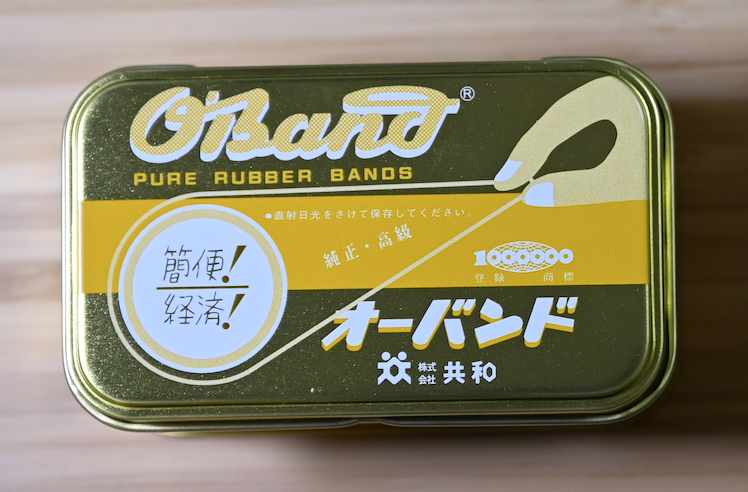 O'Band®
PURE RUBBER BANDS
●直射日光をさけて保存してください。
純正・高級
簡便!
経済!
1000000
登録 商標
オーバンド
株式会社 共和